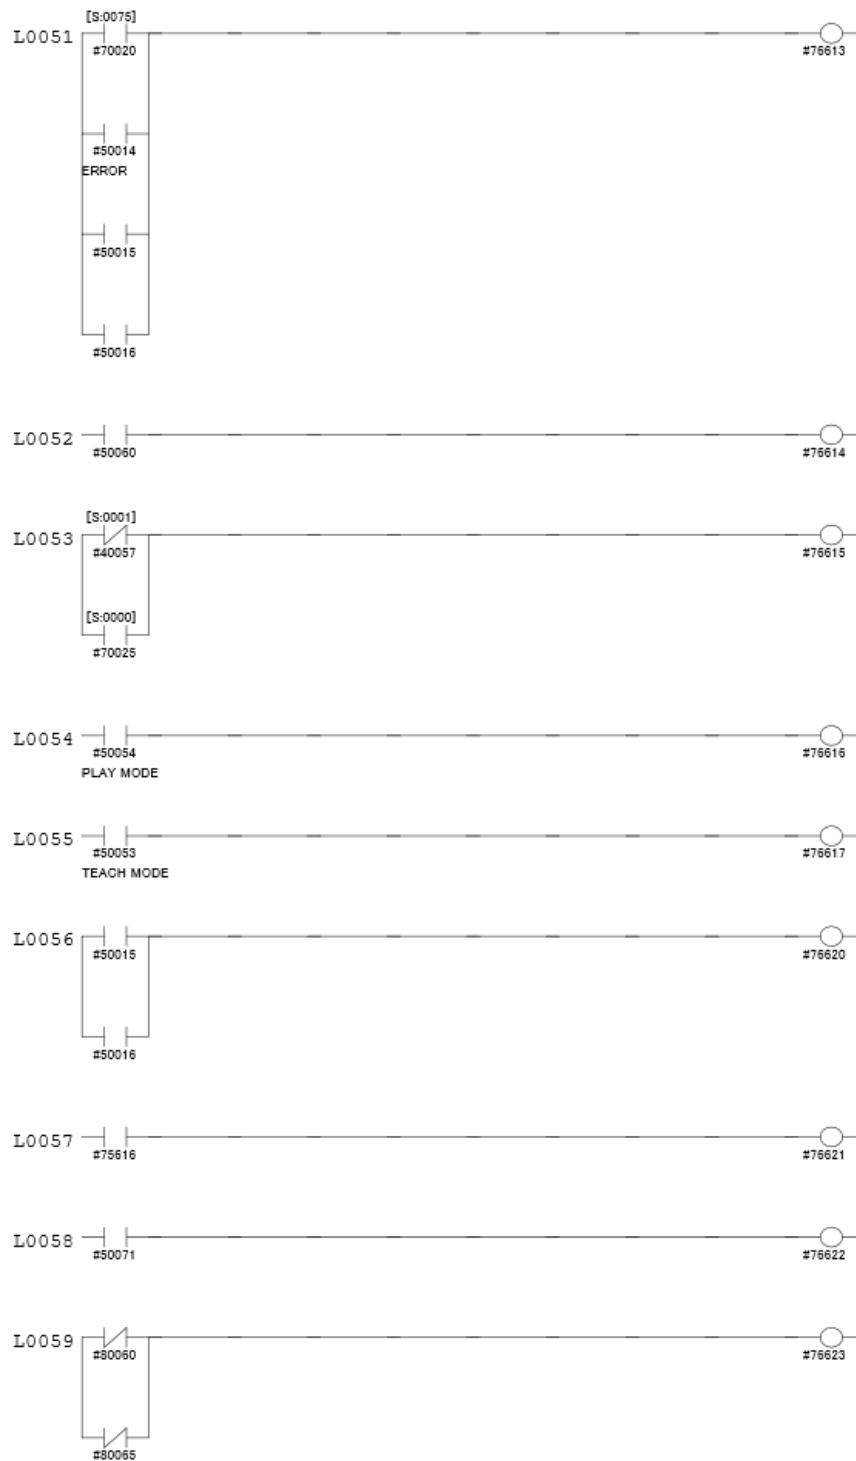 [S:0075]
L0051
#70020
#76613
#50014
ERROR
#50015
#50016
L0052
#50060
#76614
[S:0001]
L0053
#40057
#76615
[S:0000]
#70025
L0054
#50054
#76616
PLAY MODE
L0055
#50053
#76617
TEACH MODE
L0056
#50015
#76620
#50016
L0057
#75616
#76621
L0058
#50071
#76622
L0059
#80060
#76623
#80065